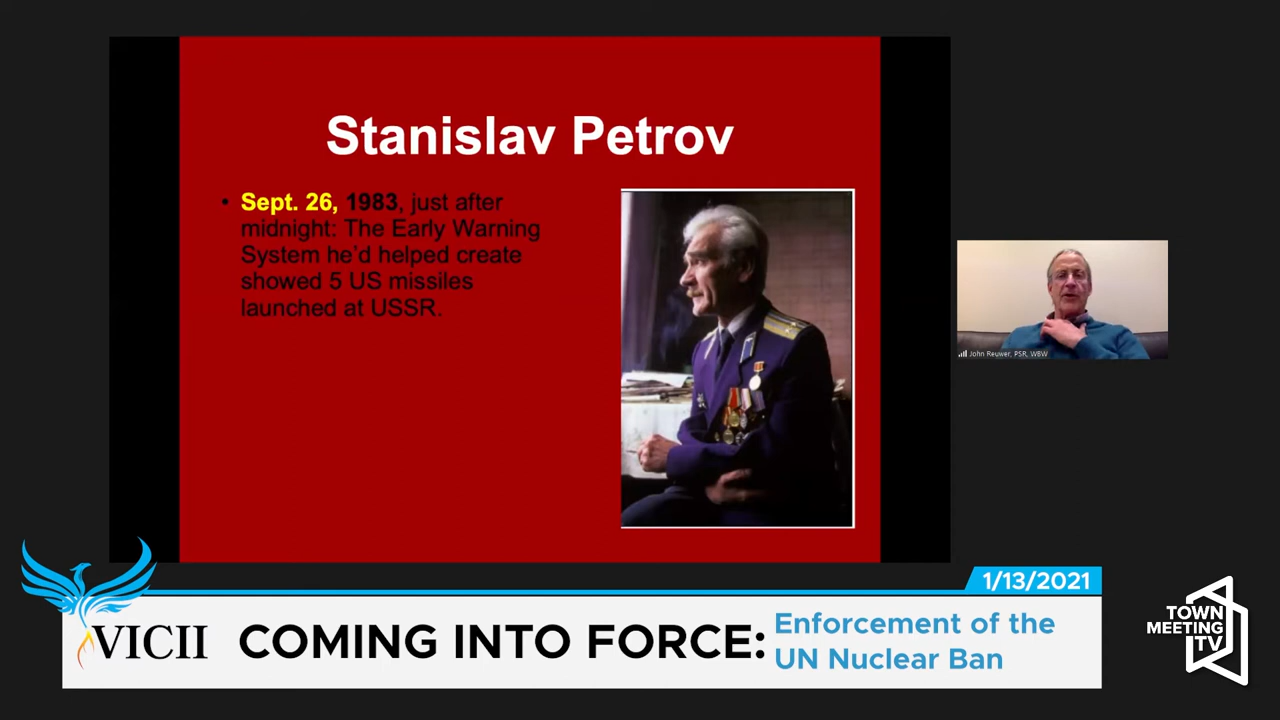 Stanislav Petrov
• Sept. 26, 1983, just after
midnight: The Early Warning
System he'd helped create
showed 5 US missiles
launched at USSR.
John Reuwer, PSR, WBW
1/13/2021
VICII
COMING INTO FORCE:
Enforcement of the
UN Nuclear Ban
TOWN
MEETING
TV